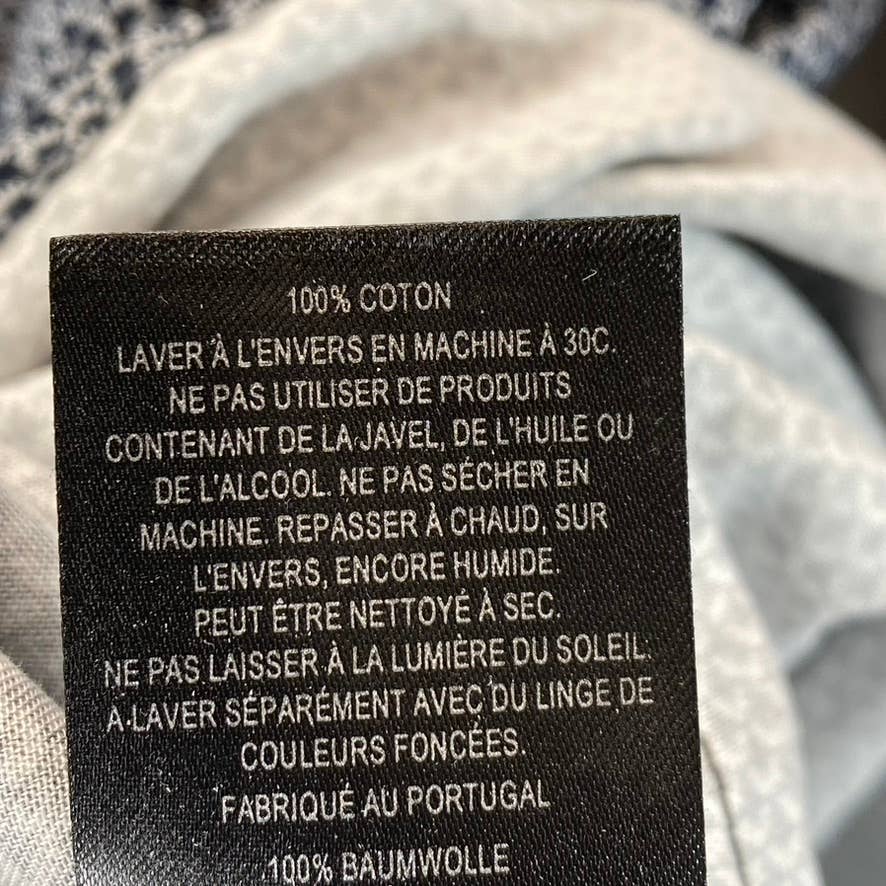 100% COTON
LAVER À L'ENVERS EN MACHINE À 30C.
NE PAS UTILISER DE PRODUITS
CONTENANT DE LA JAVEL, DE L'HUILE OU
DE L'ALCOOL. NE PAS SÉCHER EN
MACHINE. REPASSER À CHAUD, SUR
L'ENVERS, ENCORE HUMIDE.
PEUT ÊTRE NETTOYÉ À SEC.
NE PAS LAISSER À LA LUMIÈRE DU SOLEIL.
A LAVER SÉPARÉMENT AVEC DU LINGE DE
COULEURS FONCÉES.
FABRIQUÉ AU PORTUGAL
100% BAUMWOLLE